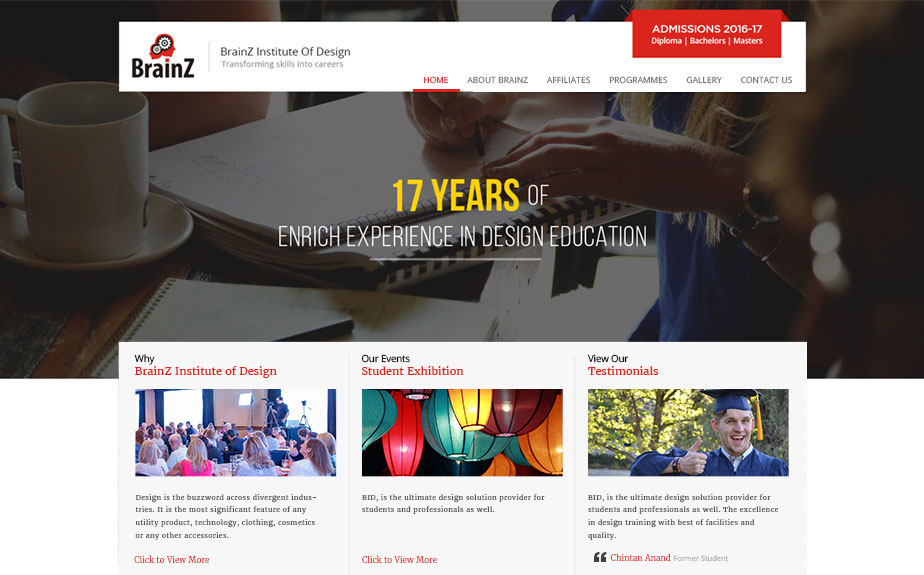 ADMISSIONS 2016-17
Diploma | Bachelors | Masters
BrainZ
BrainZ Institute Of Design
Transforming skills into careers
HOME ABOUT BRAINZ AFFILIATES PROGRAMMES GALLERY CONTACT US
17 YEARS OF
ENRICH EXPERIENCE IN DESIGN EDUCATION
Why
BrainZ Institute of Design
Design is the buzzword across divergent indus-
tries. It is the most significant feature of any
utility product, technology, clothing, cosmetics
or any other accessories.
Click to View More
Our Events
Student Exhibition
BID, is the ultimate design solution provider for
students and professionals as well.
Click to View More
View Our
Testimonials
BID, is the ultimate design solution provider for
students and professionals as well. The excellence
in design training with best of facilities and
quality.
“ Chintan Anand Former Student